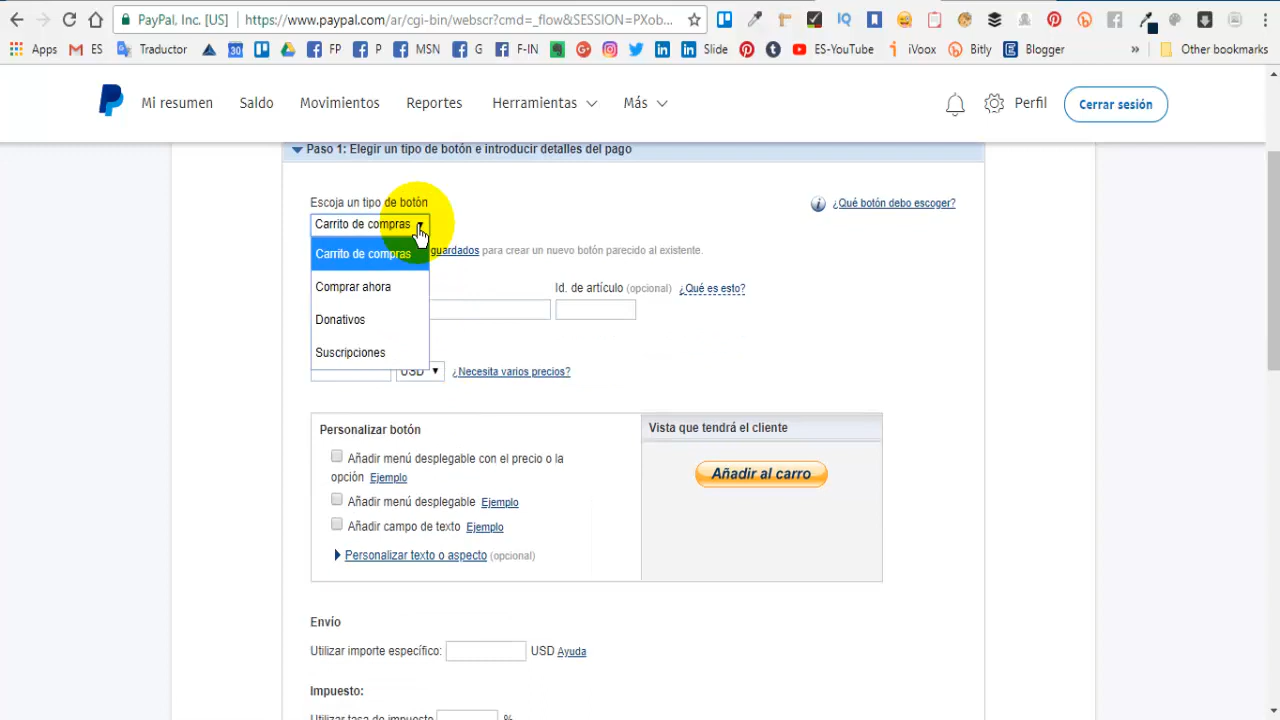 PayPal, Inc. [US] https://www.paypal.com/ar/cgi-bin/webscr?cmd=_flow&SESSION=PXob...
Apps ES Traductor 30 FP P MSN G F-IN Slide ES-YouTube iVoox Bitly Blogger » Other bookmarks
Mi resumen Saldo Movimientos Reportes Herramientas Más Perfil Cerrar sesión
Paso 1: Elegir un tipo de botón e introducir detalles del pago
Escoja un tipo de botón
¿Qué botón debo escoger?
Carrito de compras
Carrito de compras
guardados para crear un nuevo botón parecido al existente.
Comprar ahora
Id. de artículo (opcional) ¿Qué es esto?
Donativos
Suscripciones
USD ¿Necesita varios precios?
Personalizar botón
Vista que tendrá el cliente
Añadir menú desplegable con el precio o la
opción Ejemplo
Añadir al carro
Añadir menú desplegable Ejemplo
Añadir campo de texto Ejemplo
Personalizar texto o aspecto (opcional)
Envío
Utilizar importe específico: USD Ayuda
Impuesto:
Utilizar tasa de impuesto %